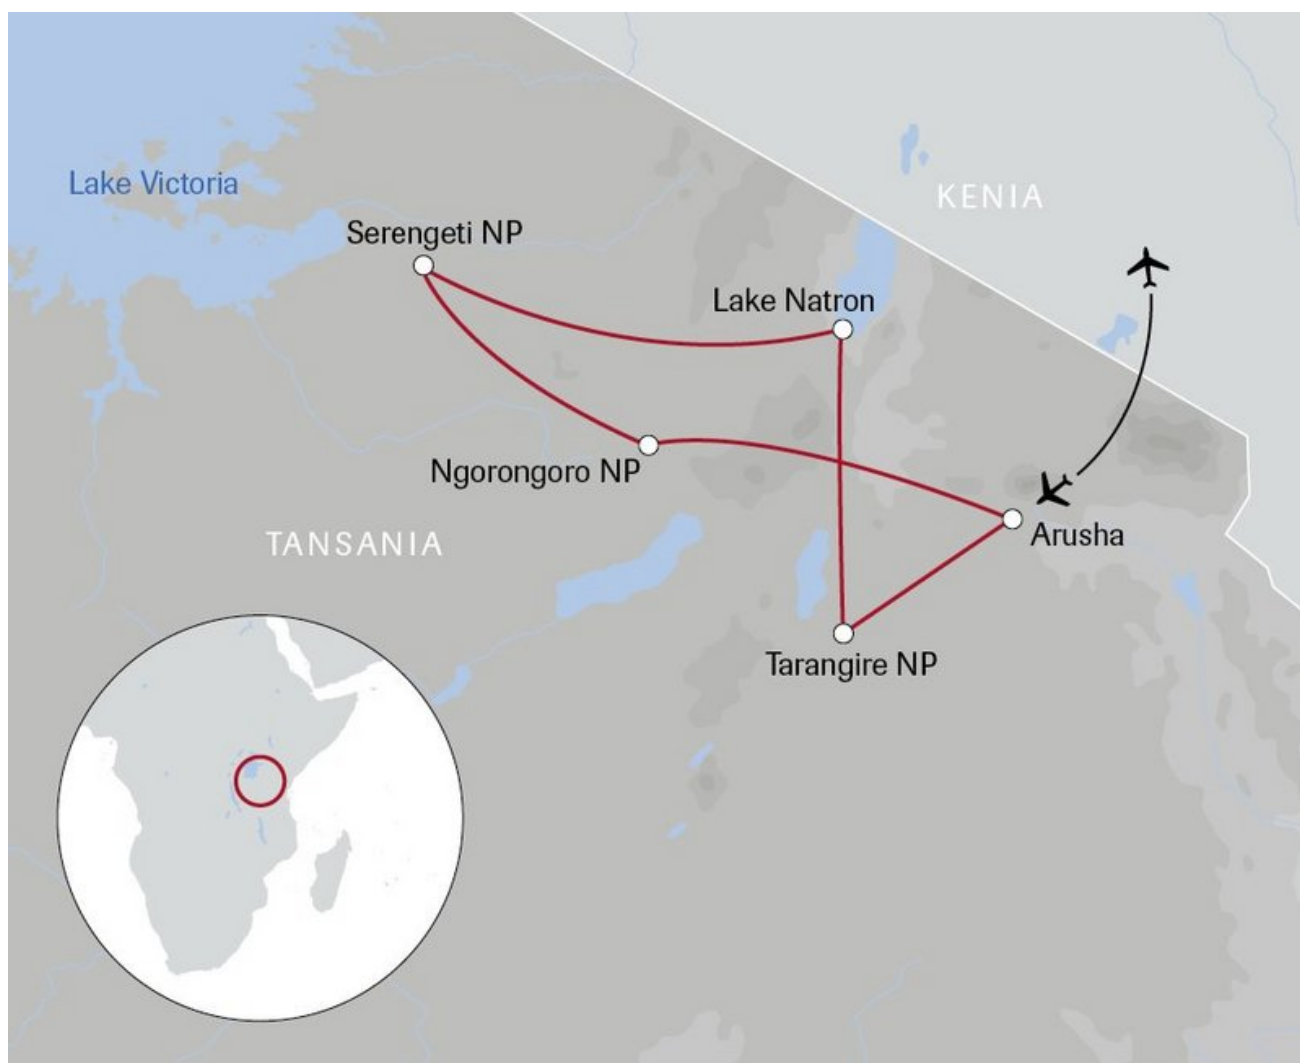 Lake Victoria
KENIA
Serengeti NP
Lake Natron
Ngorongoro NP
Arusha
TANSANIA
Tarangire NP